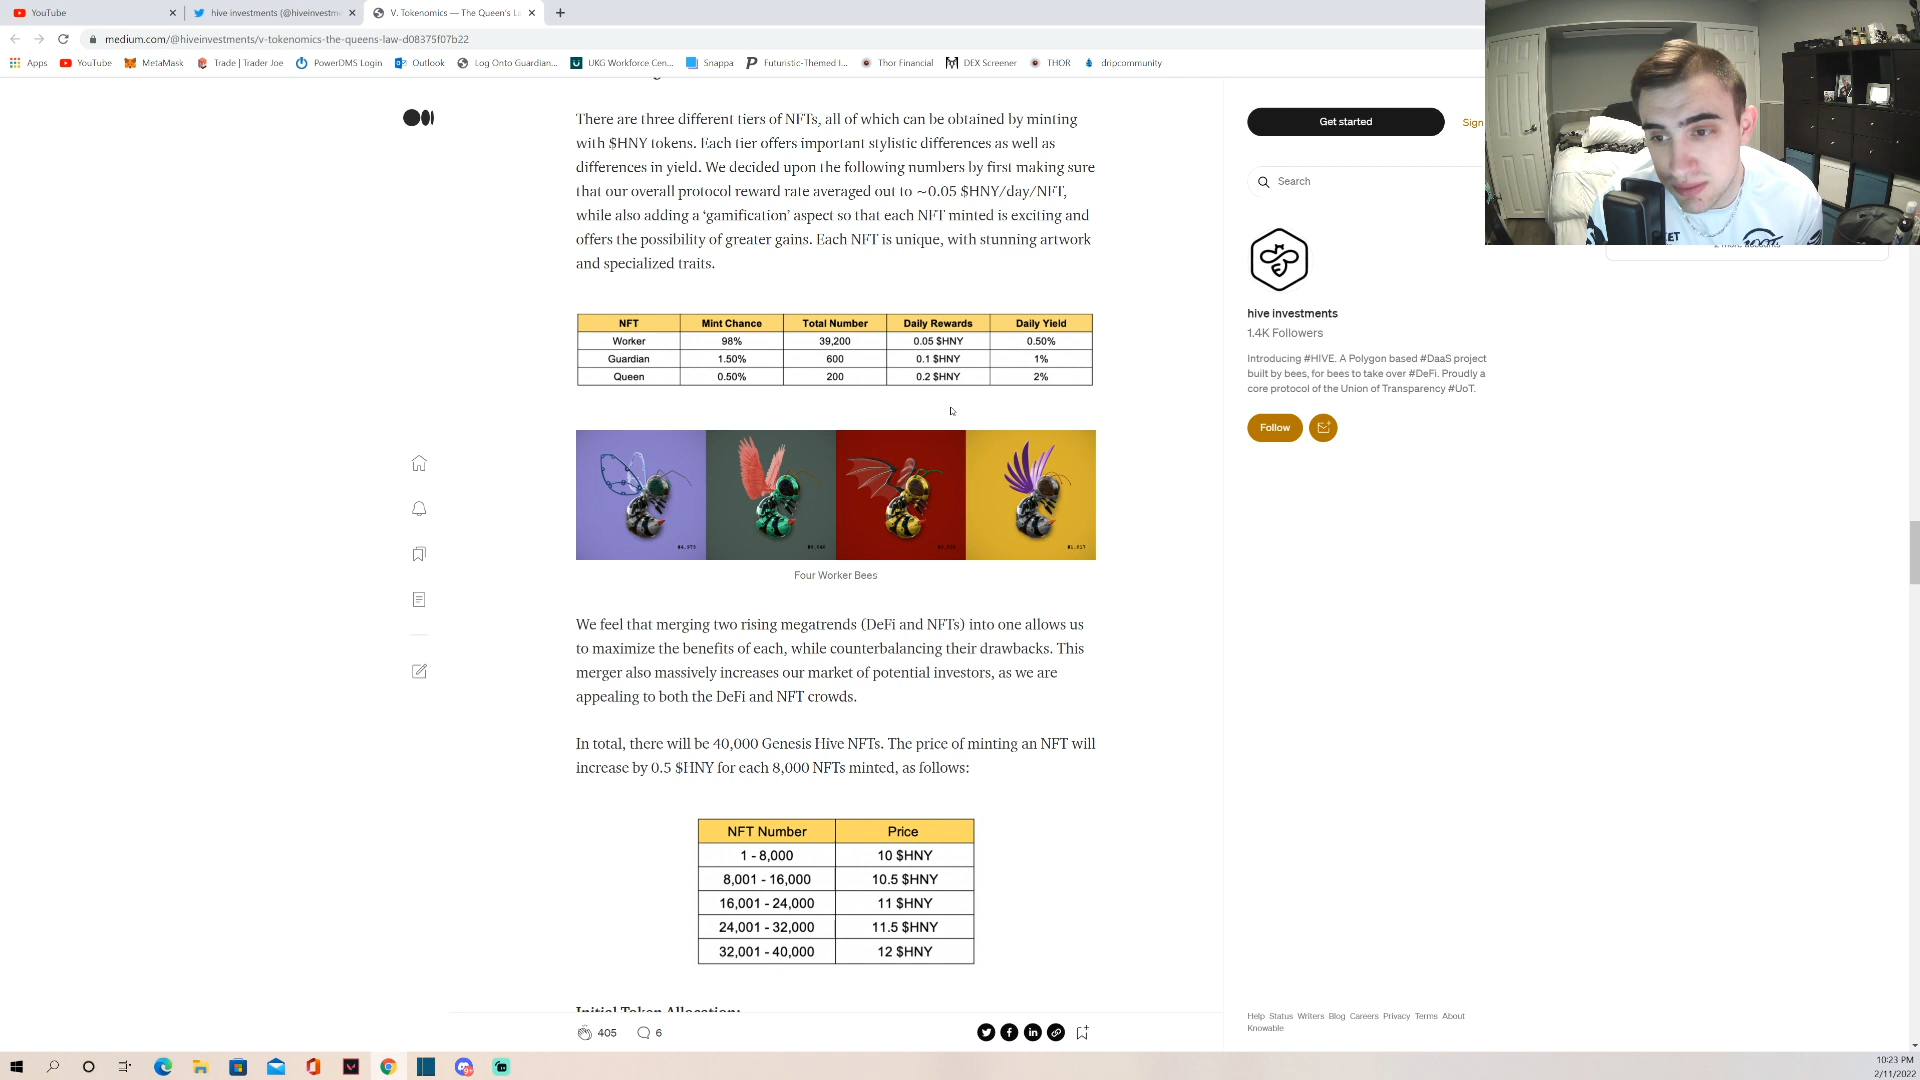 YouTube
hive investments (@hiveinvestm
V. Tokenomics — The Queen's La
medium.com/@hiveinvestments/v-tokenomics-the-queens-law-d08375f07b22
Apps YouTube MetaMask Trade | Trader Joe PowerDMS Login Outlook Log Onto Guardian... UKG Workforce Cen... Snappa Futuristic-Themed I... Thor Financial DEX Screener THOR dripcommunity
There are three different tiers of NFTs, all of which can be obtained by minting
with $HNY tokens. Each tier offers important stylistic differences as well as
differences in yield. We decided upon the following numbers by first making sure
that our overall protocol reward rate averaged out to ~0.05 $HNY/day/NFT,
while also adding a ‘gamification’ aspect so that each NFT minted is exciting and
offers the possibility of greater gains. Each NFT is unique, with stunning artwork
and specialized traits.
NFT Mint Chance Total Number Daily Rewards Daily Yield
Worker 98% 39,200 0.05 $HNY 0.50%
Guardian 1.50% 600 0.1 $HNY 1%
Queen 0.50% 200 0.2 $HNY 2%
Four Worker Bees
We feel that merging two rising megatrends (DeFi and NFTs) into one allows us
to maximize the benefits of each, while counterbalancing their drawbacks. This
merger also massively increases our market of potential investors, as we are
appealing to both the DeFi and NFT crowds.
In total, there will be 40,000 Genesis Hive NFTs. The price of minting an NFT will
increase by 0.5 $HNY for each 8,000 NFTs minted, as follows:
NFT Number Price
1 - 8,000 10 $HNY
8,001 - 16,000 10.5 $HNY
16,001 - 24,000 11 $HNY
24,001 - 32,000 11.5 $HNY
32,001 - 40,000 12 $HNY
Initial Token Allocation:
405 6
Get started
Sign
Search
hive investments
1.4K Followers
Introducing #HIVE. A Polygon based #DaaS project
built by bees, for bees to take over #DeFi. Proudly a
core protocol of the Union of Transparency #UoT.
Follow
Help Status Writers Blog Careers Privacy Terms About
Knowable
10:23 PM
2/11/2022